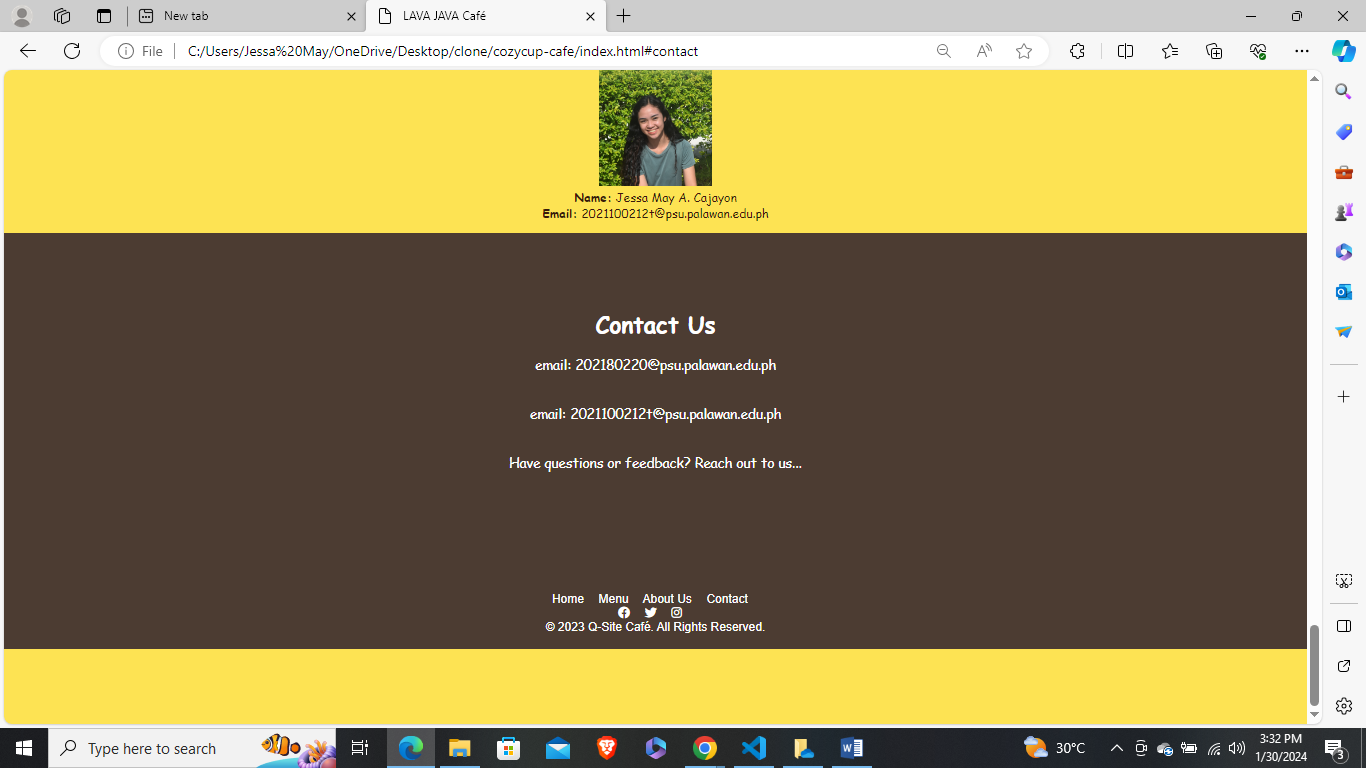 New tab
LAVA JAVA Café
File
C:/Users/Jessa%20May/OneDrive/Desktop/clone/cozycup-cafe/index.html#contact
Name: Jessa May A. Cajayon
Email: 2021100212t@psu.palawan.edu.ph
Contact Us
email: 202180220@psu.palawan.edu.ph
email: 2021100212t@psu.palawan.edu.ph
Have questions or feedback? Reach out to us...
Home Menu About Us Contact
© 2023 Q-Site Café. All Rights Reserved.
Type here to search
30°C
3:32 PM
1/30/2024
3